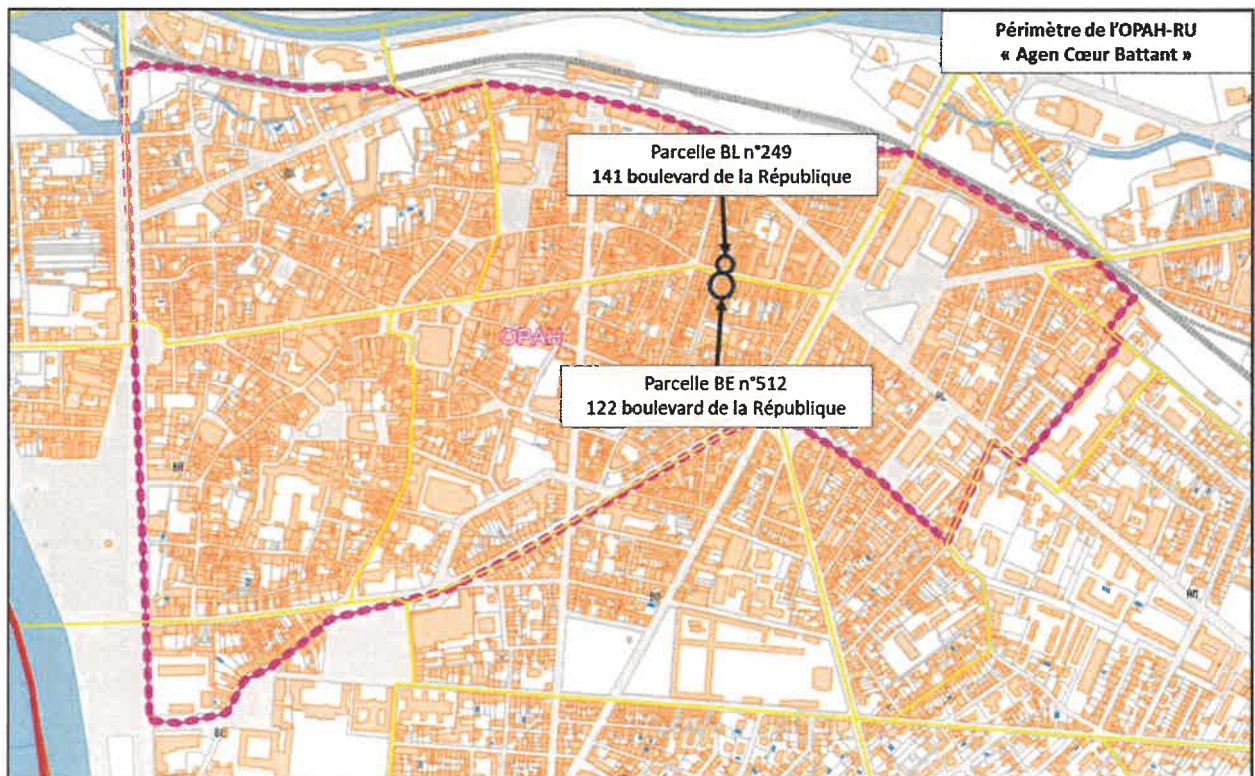 Périmètre de l'OPAH-RU
« Agen Cœur Battant »
Parcelle BL n°249
141 boulevard de la République
OPAH
Parcelle BE n°512
122 boulevard de la République